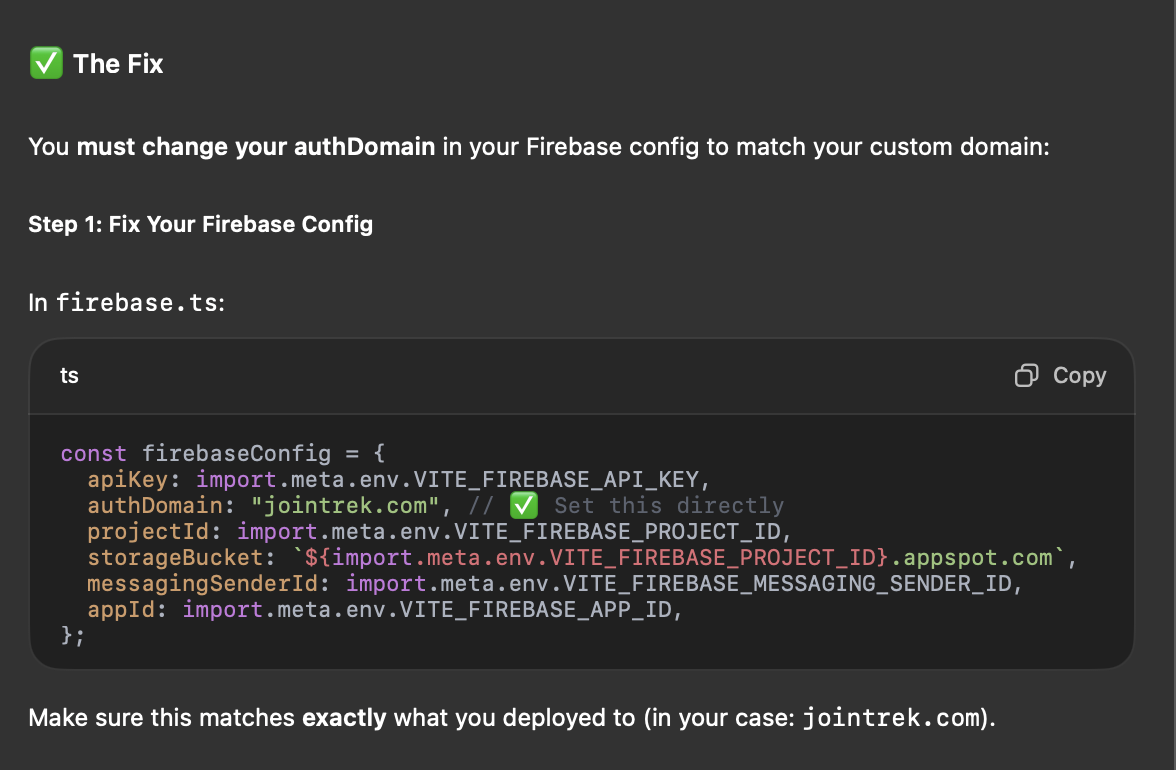 ✅ The Fix
You must change your authDomain in your Firebase config to match your custom domain:
Step 1: Fix Your Firebase Config
In firebase.ts:
ts
Copy
const firebaseConfig = {
  apiKey: import.meta.env.VITE_FIREBASE_API_KEY,
  authDomain: "jointrek.com", // ✅ Set this directly
  projectId: import.meta.env.VITE_FIREBASE_PROJECT_ID,
  storageBucket: `${import.meta.env.VITE_FIREBASE_PROJECT_ID}.appspot.com`,
  messagingSenderId: import.meta.env.VITE_FIREBASE_MESSAGING_SENDER_ID,
  appId: import.meta.env.VITE_FIREBASE_APP_ID,
};
Make sure this matches exactly what you deployed to (in your case: jointrek.com).